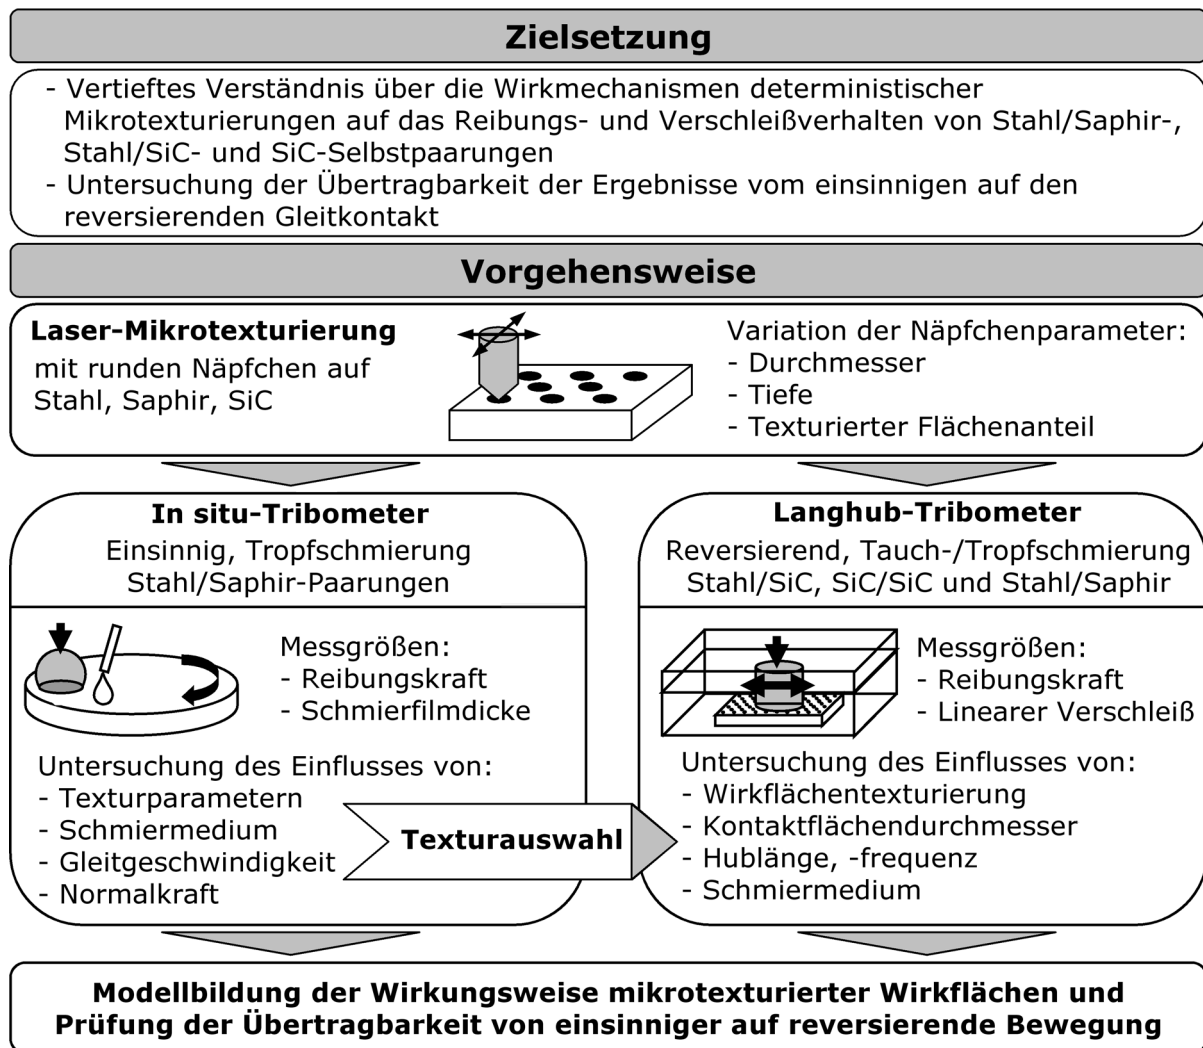 Zielsetzung
- Vertieftes Verständnis über die Wirkmechanismen deterministischer
Mikrotexturierungen auf das Reibungs- und Verschleißverhalten von Stahl/Saphir-,
Stahl/SiC- und SiC-Selbstpaarungen
- Untersuchung der Übertragbarkeit der Ergebnisse vom einsinnigen auf den
reversierenden Gleitkontakt
Vorgehensweise
Laser-Mikrotexturierung
mit runden Näpfchen auf
Stahl, Saphir, SiC
Variation der Näpfchenparameter:
- Durchmesser
- Tiefe
- Texturierter Flächenanteil
In situ-Tribometer
Einsinnig, Tropfschmierung
Stahl/Saphir-Paarungen
Messgrößen:
- Reibungskraft
- Schmierfilmdicke
Untersuchung des Einflusses von:
- Texturparametern
- Schmiermedium
- Gleitgeschwindigkeit
- Normalkraft
Texturauswahl
Langhub-Tribometer
Reversierend, Tauch-/Tropfschmierung
Stahl/SiC, SiC/SiC und Stahl/Saphir
Messgrößen:
- Reibungskraft
- Linearer Verschleiß
Untersuchung des Einflusses von:
- Wirkflächentexturierung
- Kontaktflächendurchmesser
- Hublänge, -frequenz
- Schmiermedium
Modellbildung der Wirkungsweise mikrotexturierter Wirkflächen und
Prüfung der Übertragbarkeit von einsinniger auf reversierende Bewegung